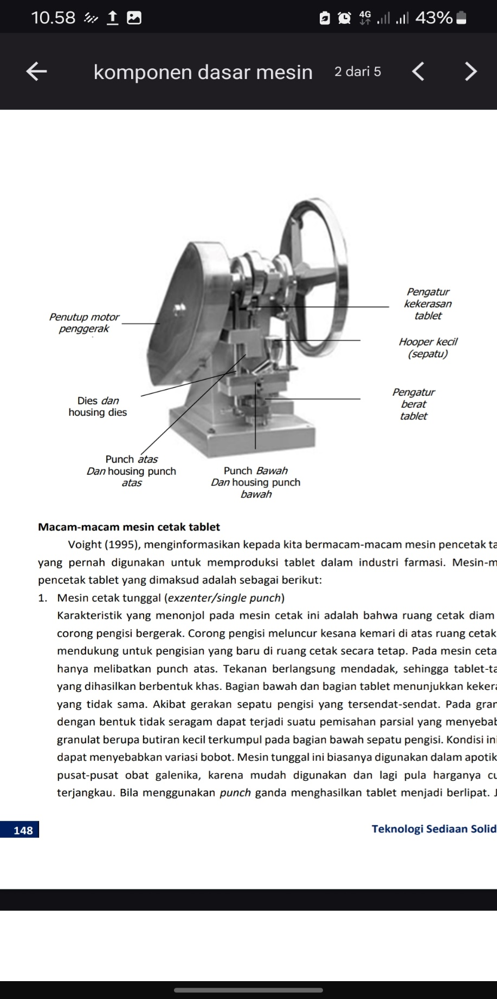 10.58
4G
43%
komponen dasar mesin
2 dari 5
Pengatur
kekerasan
tablet
Penutup motor
penggerak
Hooper kecil
(sepatu)
Pengatur
berat
tablet
Dies dan
housing dies
Punch atas
Dan housing punch
atas
Punch Bawah
Dan housing punch
bawah
Macam-macam mesin cetak tablet
Voight (1995), menginformasikan kepada kita bermacam-macam mesin pencetak ta
yang pernah digunakan untuk memproduksi tablet dalam industri farmasi. Mesin-m
pencetak tablet yang dimaksud adalah sebagai berikut:
1. Mesin cetak tunggal (exzenter/single punch)
Karakteristik yang menonjol pada mesin cetak ini adalah bahwa ruang cetak diam
corong pengisi bergerak. Corong pengisi meluncur kesana kemari di atas ruang cetak
mendukung untuk pengisian yang baru di ruang cetak secara tetap. Pada mesin ceta
hanya melibatkan punch atas. Tekanan berlangsung mendadak, sehingga tablet-ta
yang dihasilkan berbentuk khas. Bagian bawah dan bagian tablet menunjukkan kekera
yang tidak sama. Akibat gerakan sepatu pengisi yang tersendat-sendat. Pada gran
dengan bentuk tidak seragam dapat terjadi suatu pemisahan parsial yang menyebab
granulat berupa butiran kecil terkumpul pada bagian bawah sepatu pengisi. Kondisi ini
dapat menyebabkan variasi bobot. Mesin tunggal ini biasanya digunakan dalam apotik
pusat-pusat obat galenika, karena mudah digunakan dan lagi pula harganya cu
terjangkau. Bila menggunakan punch ganda menghasilkan tablet menjadi berlipat. J
148
Teknologi Sediaan Solid